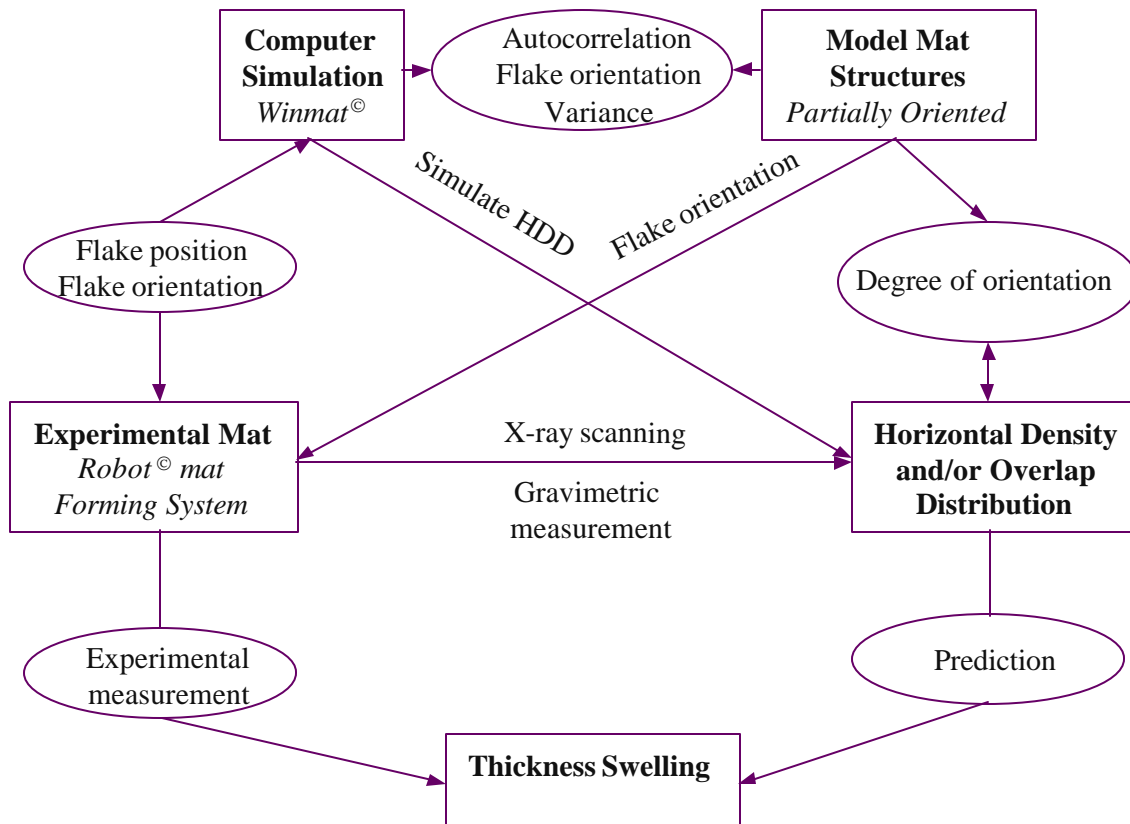 Computer
Simulation
Winmat©
Autocorrelation
Flake orientation
Variance
Model Mat
Structures
Partially Oriented
Simulate HDD
Flake orientation
Flake position
Flake orientation
Degree of orientation
Experimental Mat
Robot© mat
Forming System
X-ray scanning
Gravimetric
measurement
Horizontal Density
and/or Overlap
Distribution
Experimental
measurement
Prediction
Thickness Swelling